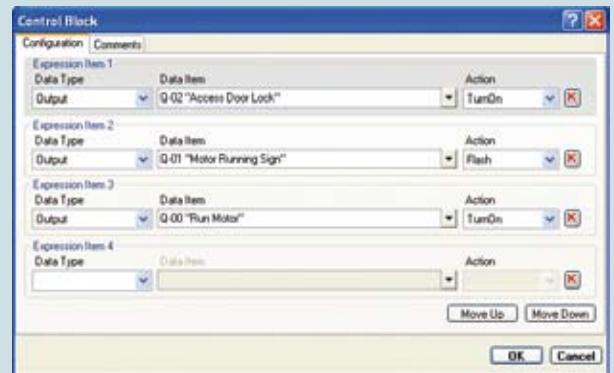 Control Block
Configuration Comments
Expression Item 1
Data Type Data Item Action
Output Q-02 "Access Door Lock" TurnOn
Expression Item 2
Data Type Data Item Action
Output Q-01 "Motor Running Sign" Flash
Expression Item 3
Data Type Data Item Action
Output Q-00 "Run Motor" TurnOn
Expression Item 4
Data Type Data Item Action
Move Up Move Down
OK Cancel